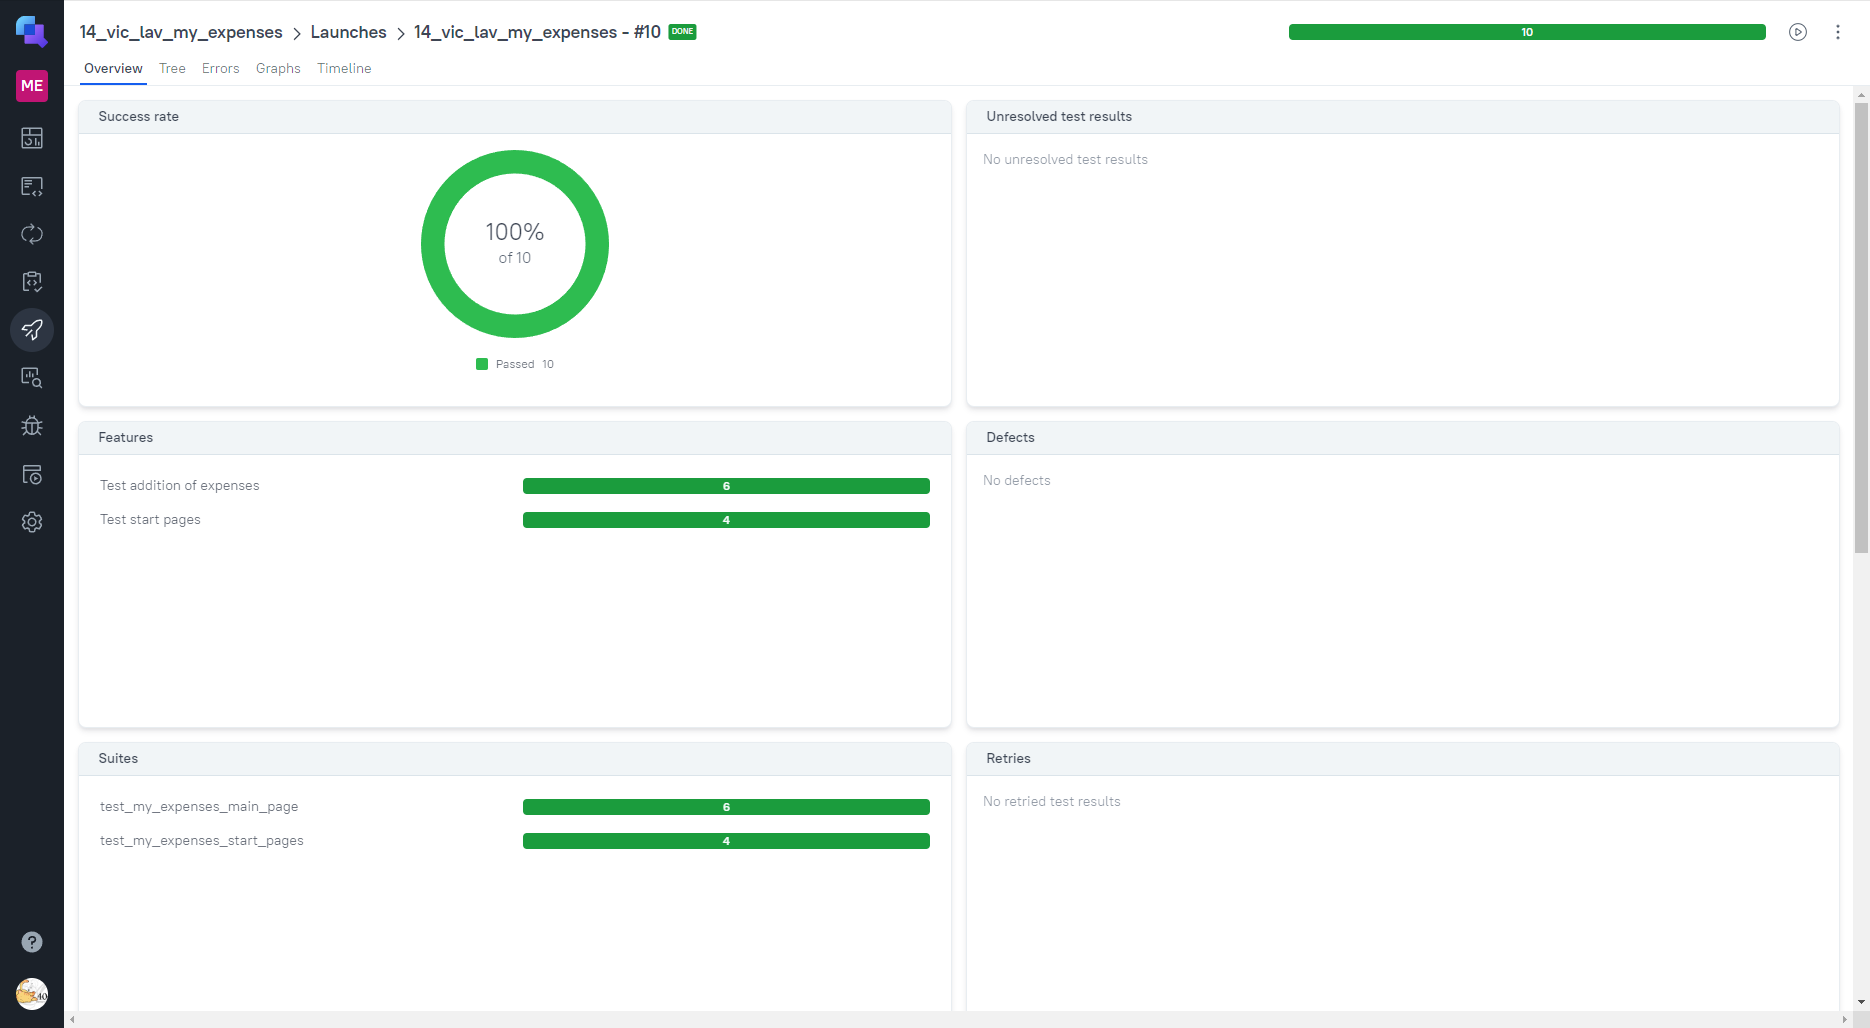 14_vic_lav_my_expenses > Launches > 14_vic_lav_my_expenses - #10 DONE
10
ME
Overview Tree Errors Graphs Timeline
Success rate
100%
of 10
Passed 10
Unresolved test results
No unresolved test results
Features
Test addition of expenses 6
Test start pages 4
Defects
No defects
Suites
test_my_expenses_main_page 6
test_my_expenses_start_pages 4
Retries
No retried test results
?
40